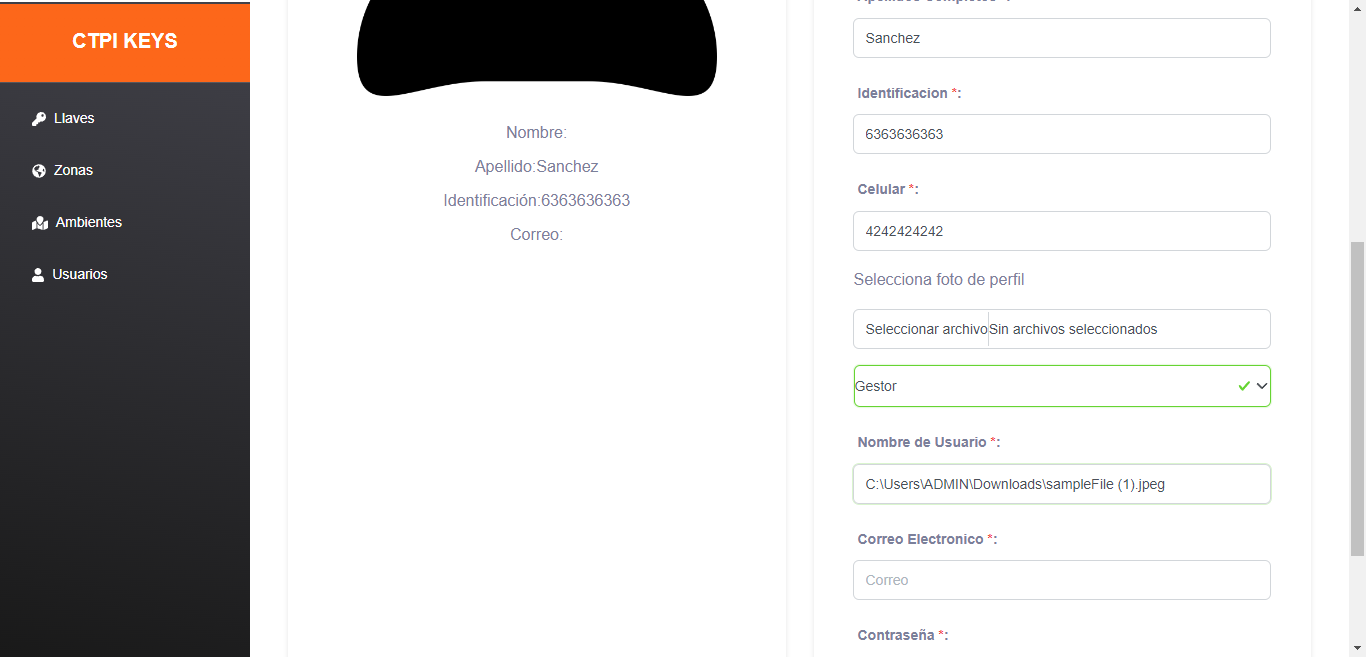 CTPI KEYS
Llaves
Zonas
Ambientes
Usuarios
Nombre:
Apellido:Sanchez
Identificación:6363636363
Correo:
Sanchez
Identificacion *:
6363636363
Celular *:
4242424242
Selecciona foto de perfil
Seleccionar archivo Sin archivos seleccionados
Gestor
Nombre de Usuario *:
C:\Users\ADMIN\Downloads\sampleFile (1).jpeg
Correo Electronico *:
Correo
Contraseña *: